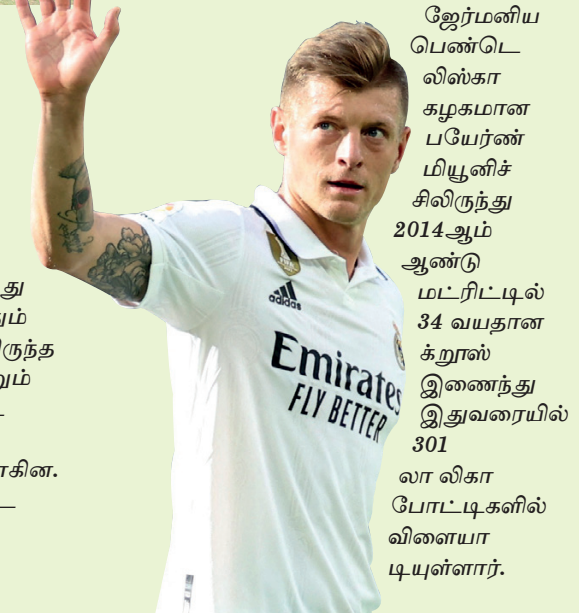 ஜேர்மனிய
பெண்டெ
லிஸ்கா
கழகமான
பயேர்ண்
மியூனிச்
சிலிருந்து
2014ஆம்
ஆண்டு
மட்ரிட்டில்
34 வயதான
க்றூஸ்
இணைந்து
இதுவரையில்
301
லா லிகா
போட்டிகளில்
விளையா
டியுள்ளார்.
adidas
Emirates
FLY BETTER